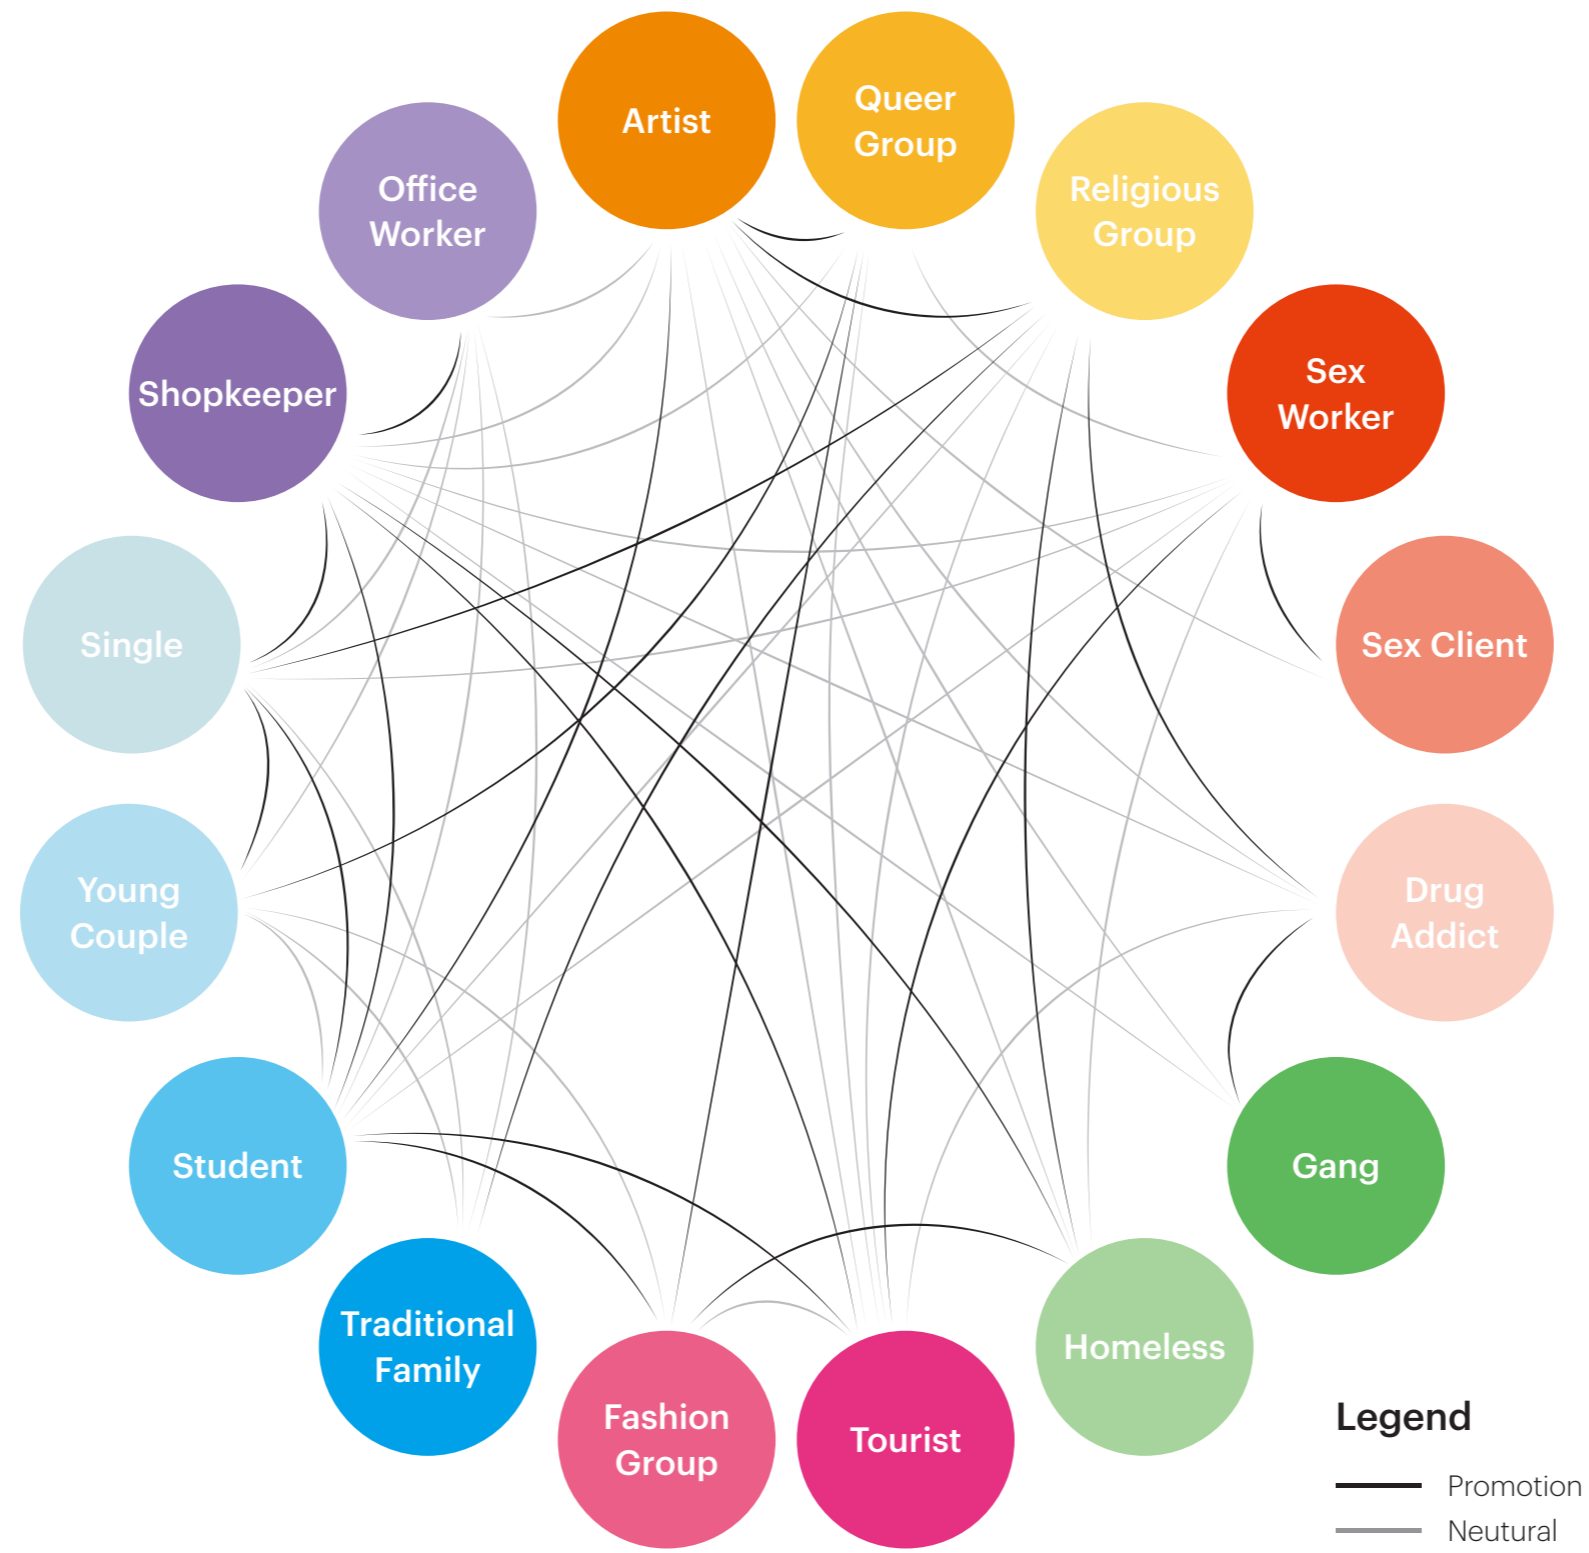 Artist
Queer
Group
Office
Worker
Religious
Group
Shopkeeper
Sex
Worker
Single
Sex Client
Young
Couple
Drug
Addict
Student
Gang
Traditional
Family
Homeless
Fashion
Group
Tourist
Legend
Promotion
Neutural